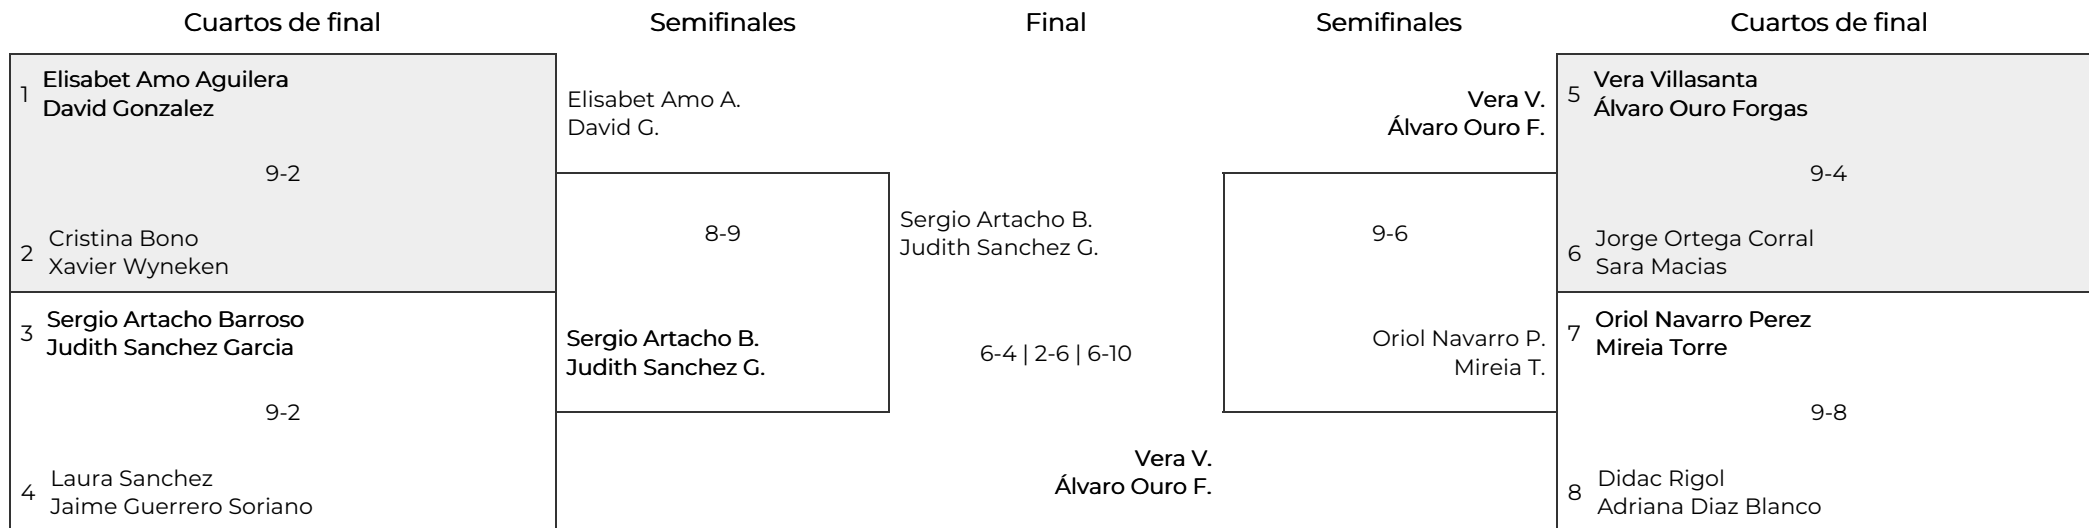 Cuartos de final
Semifinales
Final
Semifinales
Cuartos de final
1
Elisabet Amo Aguilera
David Gonzalez
9-2
2
Cristina Bono
Xavier Wyneken
3
Sergio Artacho Barroso
Judith Sanchez Garcia
9-2
4
Laura Sanchez
Jaime Guerrero Soriano
Elisabet Amo A.
David G.
8-9
Sergio Artacho B.
Judith Sanchez G.
Sergio Artacho B.
Judith Sanchez G.
6-4 | 2-6 | 6-10
Vera V.
Álvaro Ouro F.
Vera V.
Álvaro Ouro F.
9-6
Oriol Navarro P.
Mireia T.
5
Vera Villasanta
Álvaro Ouro Forgas
9-4
6
Jorge Ortega Corral
Sara Macias
7
Oriol Navarro Perez
Mireia Torre
9-8
8
Didac Rigol
Adriana Diaz Blanco